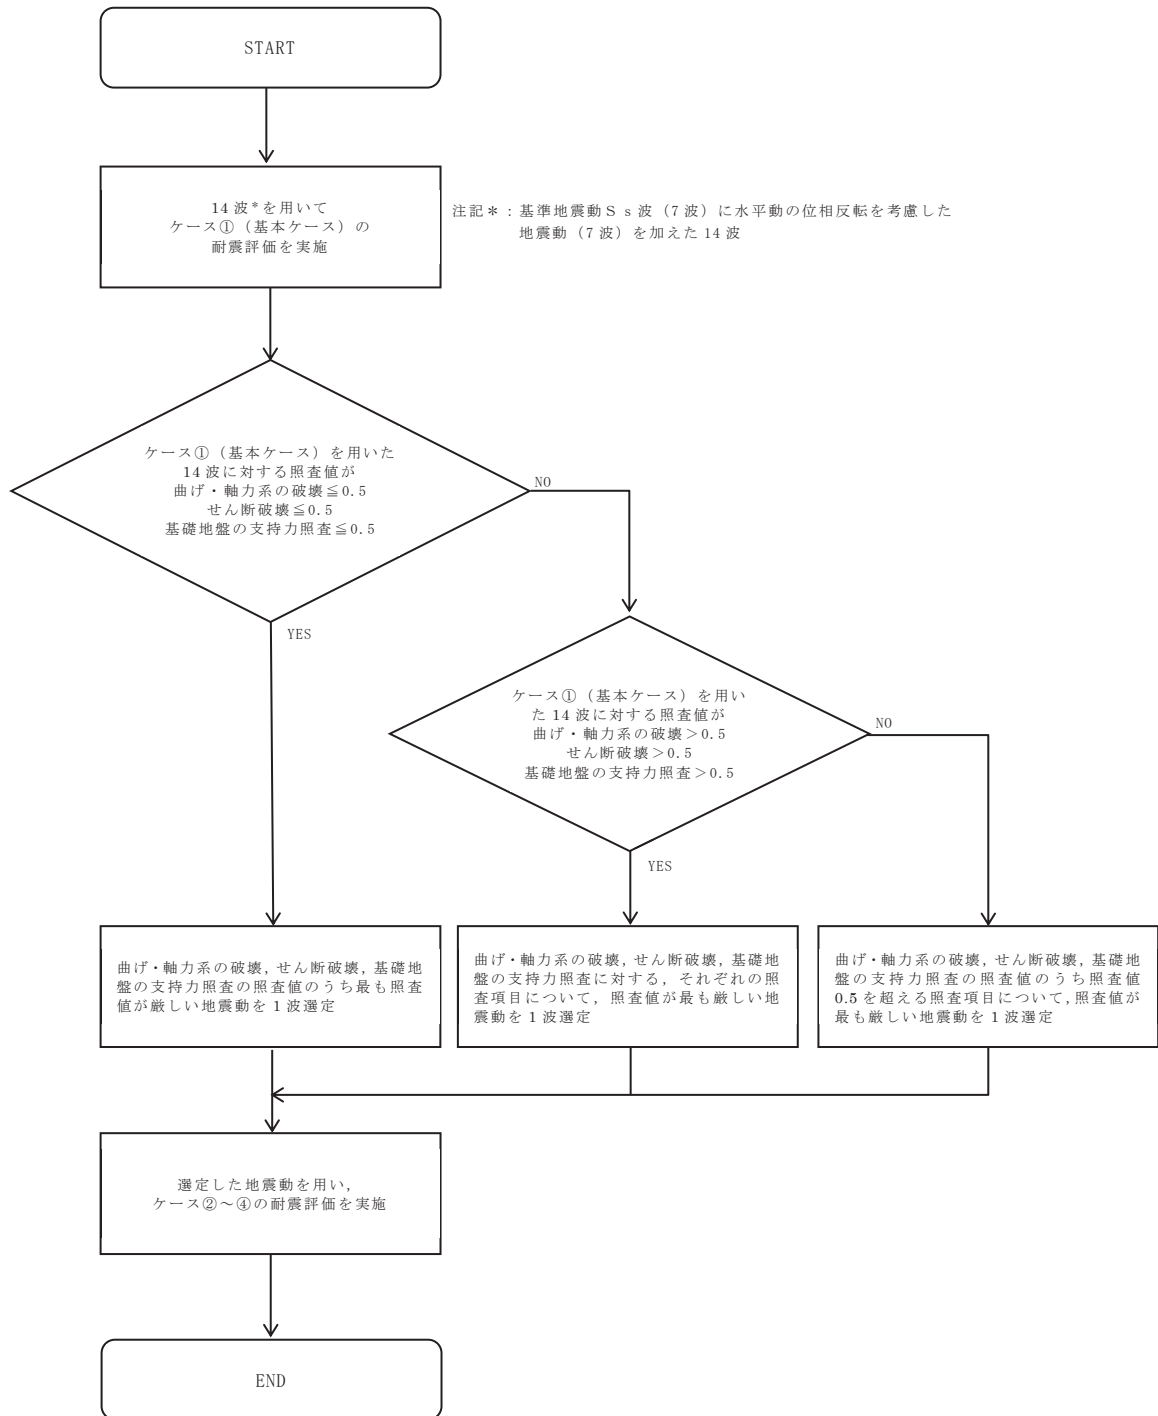 START
14波*を用いて
ケース①（基本ケース）の
耐震評価を実施
注記＊：基準地震動Ｓｓ波（7波）に水平動の位相反転を考慮した
地震動（7波）を加えた14波
ケース①（基本ケース）を用いた
14波に対する照査値が
曲げ・軸力系の破壊≦0.5
せん断破壊≦0.5
基礎地盤の支持力照査≦0.5
NO
YES
ケース①（基本ケース）を用い
た14波に対する照査値が
曲げ・軸力系の破壊＞0.5
せん断破壊＞0.5
基礎地盤の支持力照査＞0.5
NO
YES
曲げ・軸力系の破壊，せん断破壊，基礎地
盤の支持力照査の照査値のうち最も照査
値が厳しい地震動を1波選定
曲げ・軸力系の破壊，せん断破壊，基礎地
盤の支持力照査に対する，それぞれの照
査項目について，照査値が最も厳しい地
震動を1波選定
曲げ・軸力系の破壊，せん断破壊，基礎地
盤の支持力照査の照査値のうち照査値
0.5を超える照査項目について，照査値が
最も厳しい地震動を1波選定
選定した地震動を用い，
ケース②～④の耐震評価を実施
END